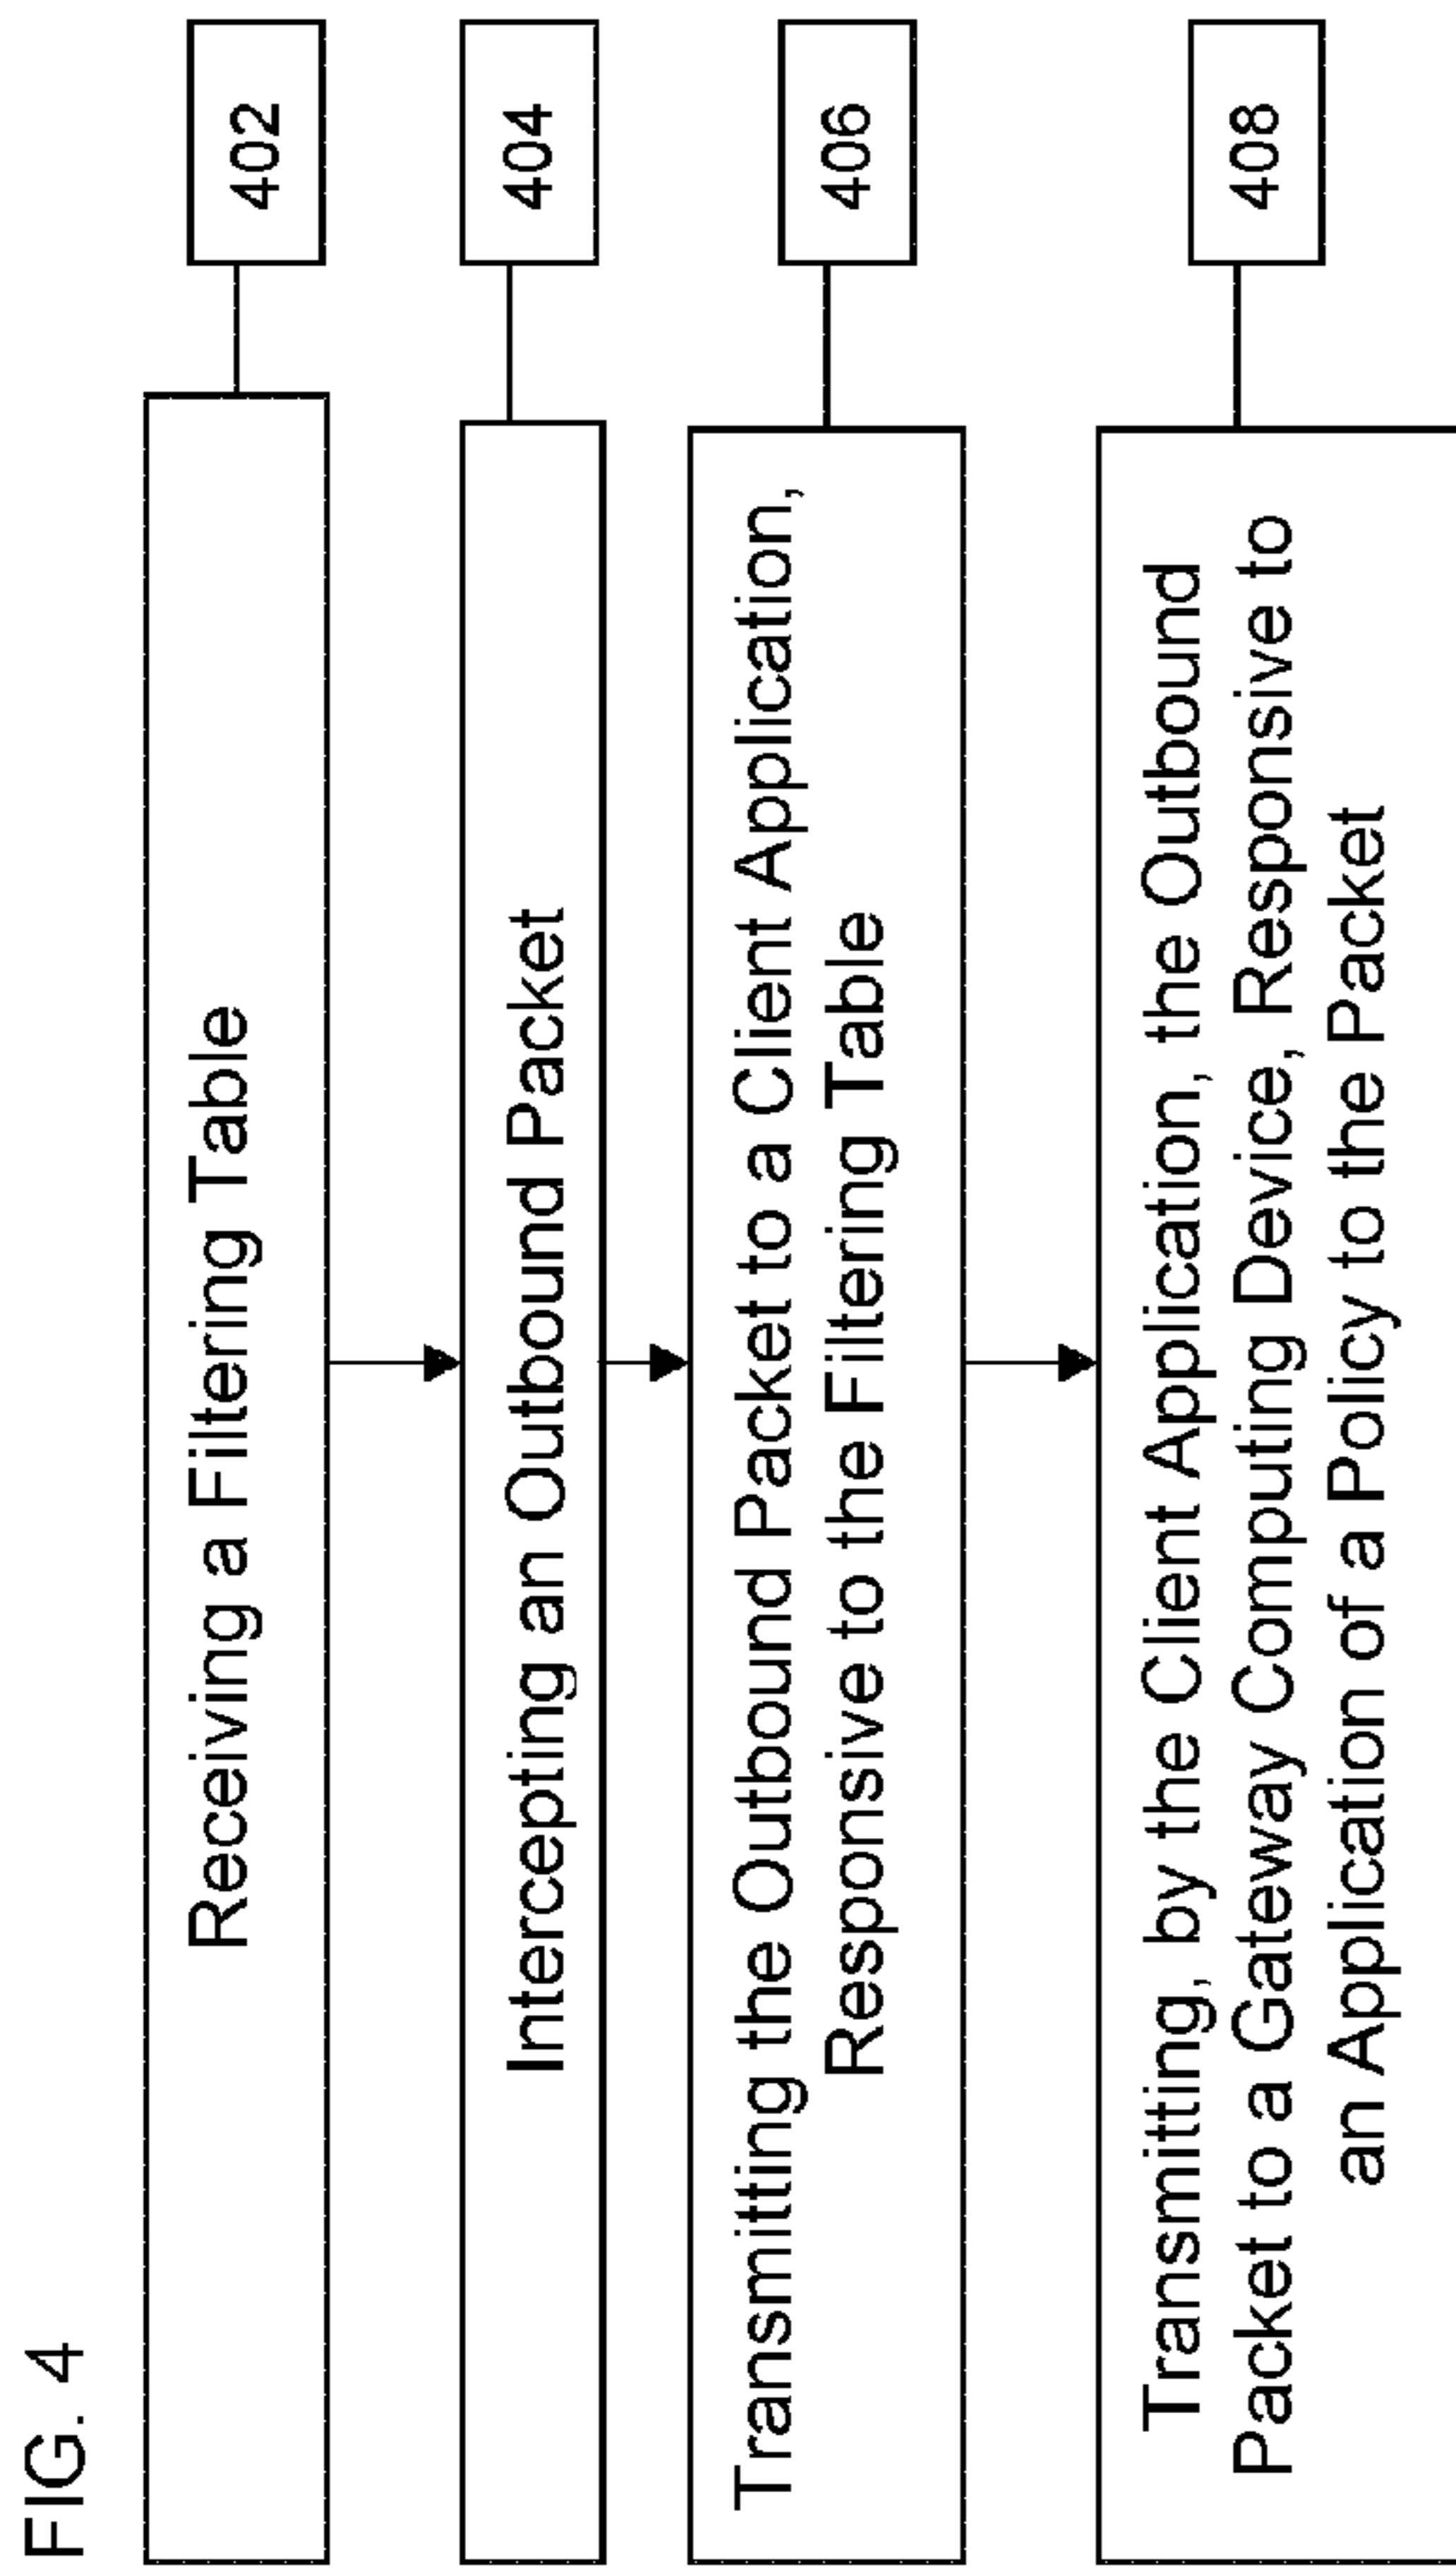 FIG. 4
Receiving a Filtering Table
402
Intercepting an Outbound Packet
404
Transmitting the Outbound Packet to a Client Application,
Responsive to the Filtering Table
406
Transmitting, by the Client Application, the Outbound
Packet to a Gateway Computing Device, Responsive to
an Application of a Policy to the Packet
408